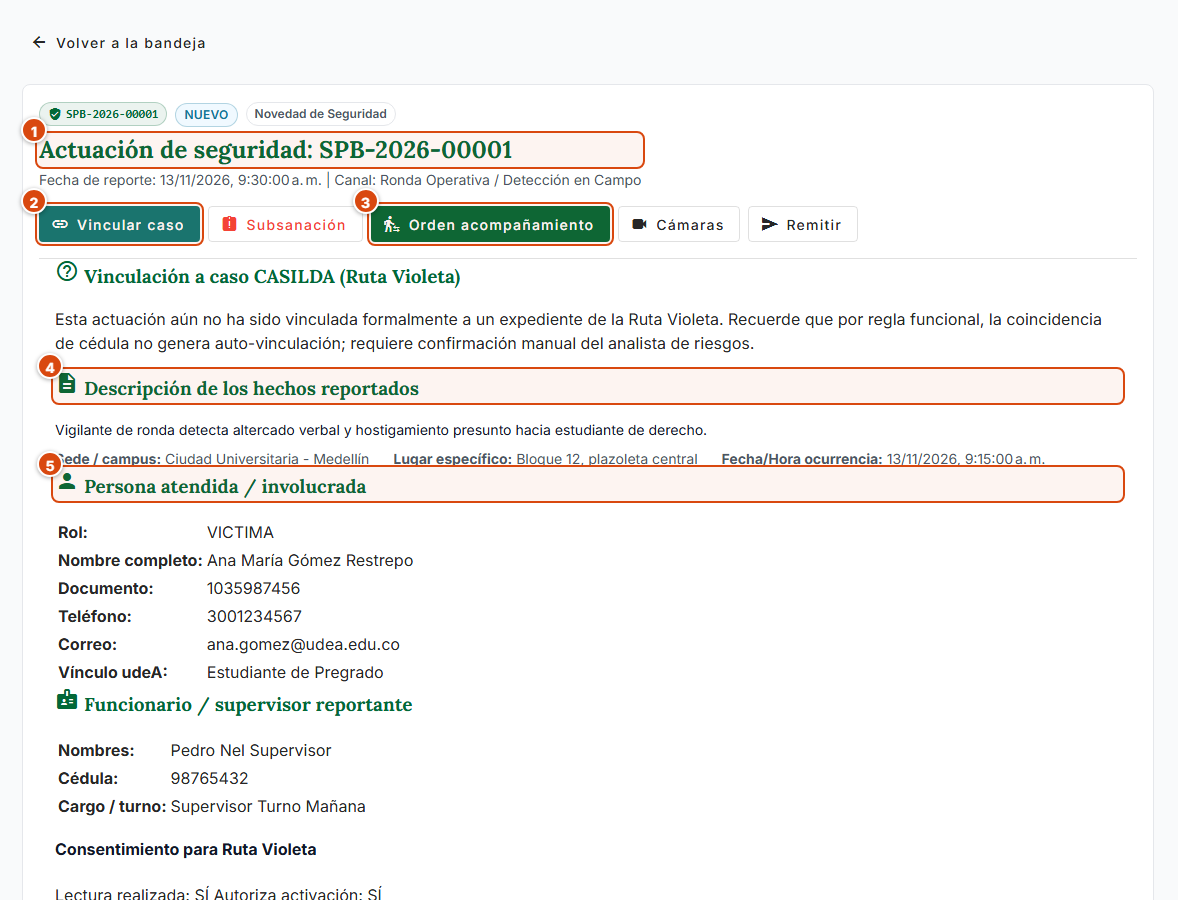 Volver a la bandeja
SPB-2026-00001 NUEVO Novedad de Seguridad
1
Actuación de seguridad: SPB-2026-00001
Fecha de reporte: 13/11/2026, 9:30:00 a. m. | Canal: Ronda Operativa / Detección en Campo
2 3
Vincular caso Subsanación Orden acompañamiento Cámaras Remitir
Vinculación a caso CASILDA (Ruta Violeta)
Esta actuación aún no ha sido vinculada formalmente a un expediente de la Ruta Violeta. Recuerde que por regla funcional, la coincidencia
de cédula no genera auto-vinculación; requiere confirmación manual del analista de riesgos.
4
Descripción de los hechos reportados
Vigilante de ronda detecta altercado verbal y hostigamiento presunto hacia estudiante de derecho.
5
Sede / campus: Ciudad Universitaria - Medellín Lugar específico: Bloque 12, plazoleta central Fecha/Hora ocurrencia: 13/11/2026, 9:15:00 a. m.
Persona atendida / involucrada
Rol: VICTIMA
Nombre completo: Ana María Gómez Restrepo
Documento: 1035987456
Teléfono: 3001234567
Correo: ana.gomez@udea.edu.co
Vínculo udeA: Estudiante de Pregrado
Funcionario / supervisor reportante
Nombres: Pedro Nel Supervisor
Cédula: 98765432
Cargo / turno: Supervisor Turno Mañana
Consentimiento para Ruta Violeta
Lectura realizada: SÍ Autoriza activación: SÍ